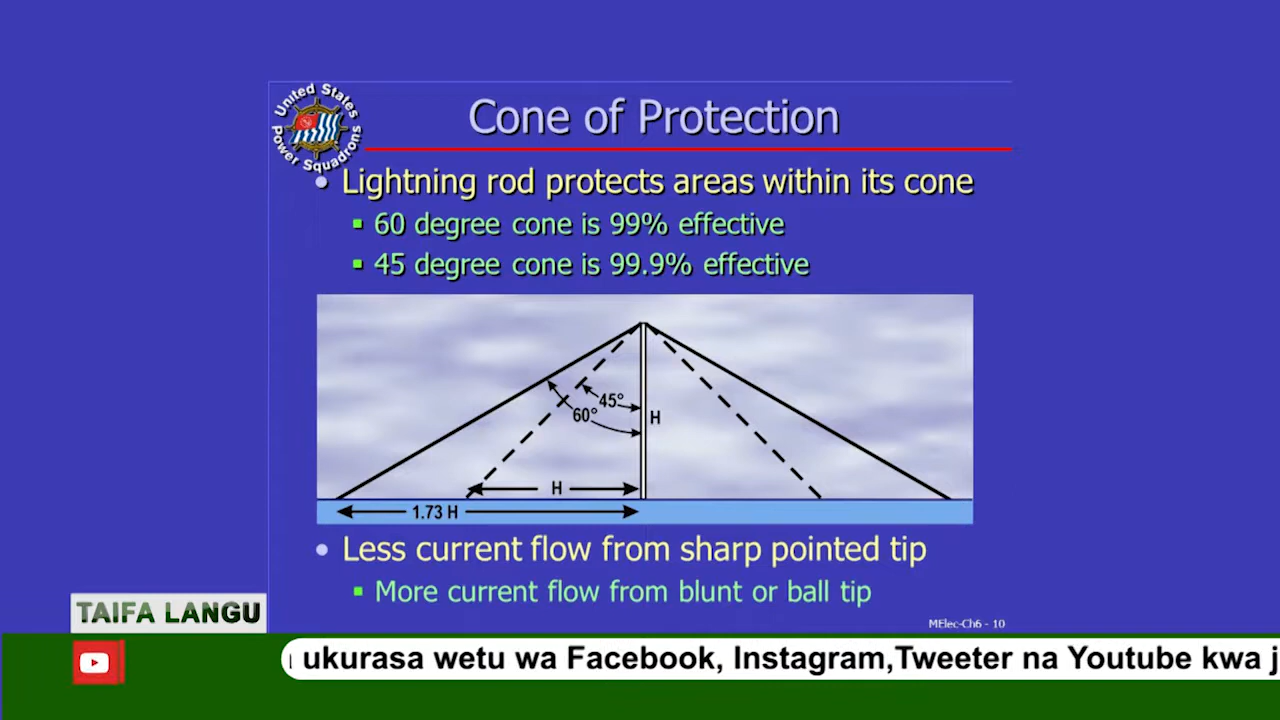 United States
Power Squadrons
Cone of Protection
• Lightning rod protects areas within its cone
▪ 60 degree cone is 99% effective
▪ 45 degree cone is 99.9% effective
45°
60°
H
H
1.73 H
• Less current flow from sharp pointed tip
▪ More current flow from blunt or ball tip
MElec-Ch6 - 10
TAIFA LANGU
ukurasa wetu wa Facebook, Instagram,Tweeter na Youtube kwa j